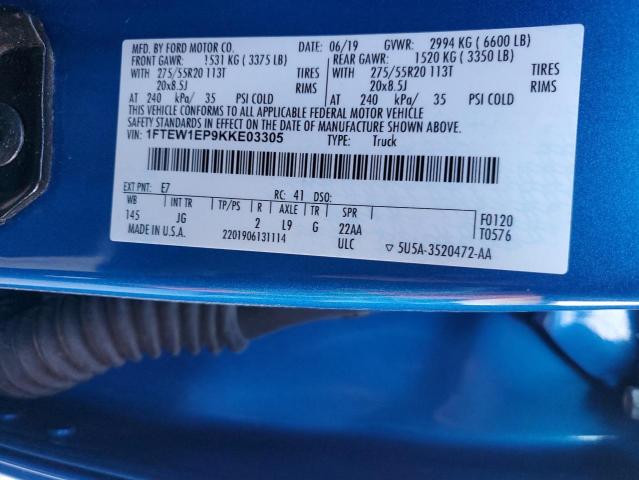 MFD. BY FORD MOTOR CO. 06/19 GVWR: 2994 KG ( 6600 LB)
FRONT GAWR: 1531 KG ( 3375 LB) REAR GAWR: 1520 KG ( 3350 LB)
WITH 275/55R20 113T TIRES WITH 275/55R20 113T TIRES
20x8.5J RIMS 20x8.5J RIMS
AT 240 kPa/ 35 PSI COLD AT 240 kPa/ 35 PSI COLD
THIS VEHICLE CONFORMS TO ALL APPLICABLE FEDERAL MOTOR VEHICLE
SAFETY STANDARDS IN EFFECT ON THE DATE OF MANUFACTURE SHOWN ABOVE.
VIN: 1FTEW1EP9KKE03305 TYPE: Truck
EXT PNT: E7 RC: 41 DSO:
WB INT TR TP/PS R AXLE TR SPR F0120
145 JG 2 L9 G 22AA T0576
MADE IN U.S.A. 2201906131114 ULC ▽ 5U5A-3520472-AA